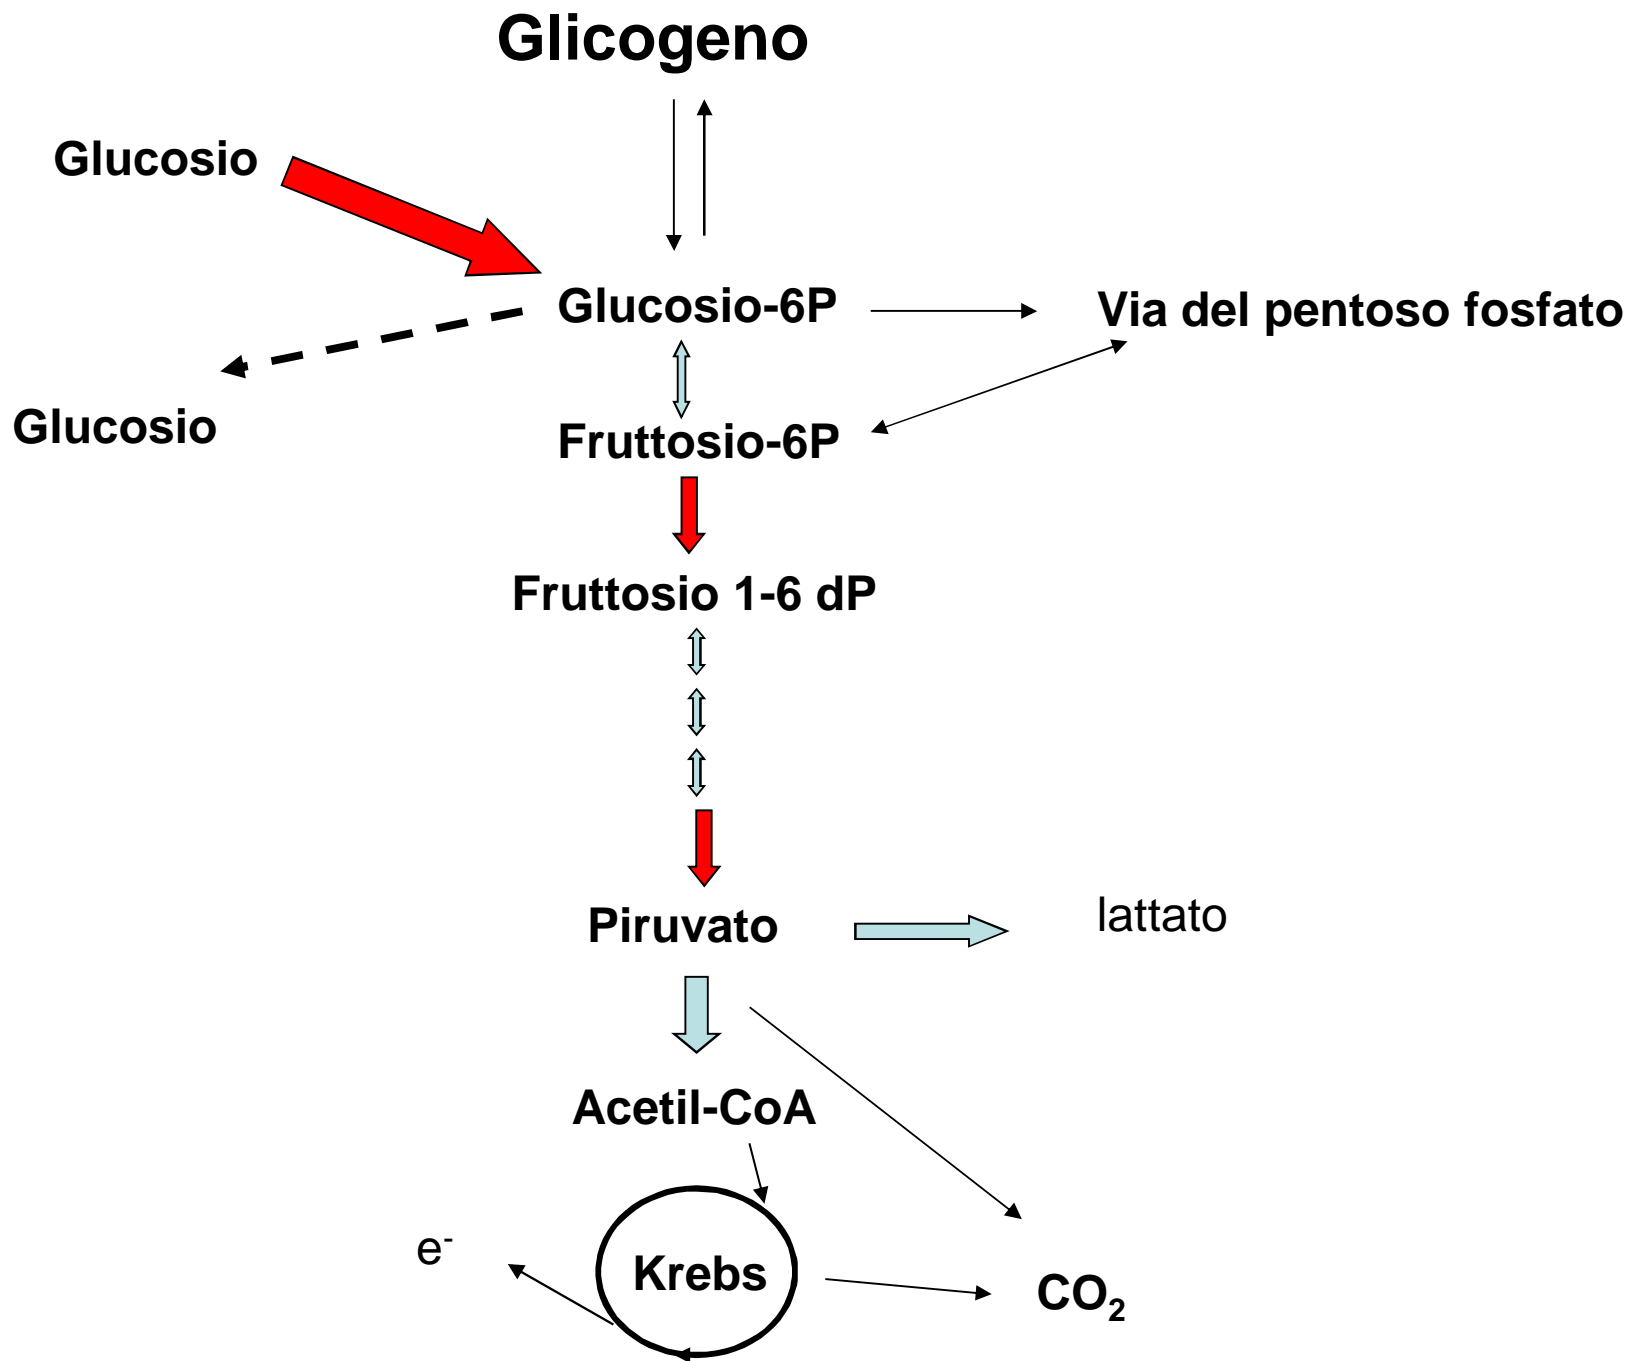 Glicogeno
Glucosio
Glucosio-6P
Via del pentoso fosfato
Glucosio
Fruttosio-6P
Fruttosio 1-6 dP
Piruvato
lattato
Acetil-CoA
e⁻
Krebs
CO₂